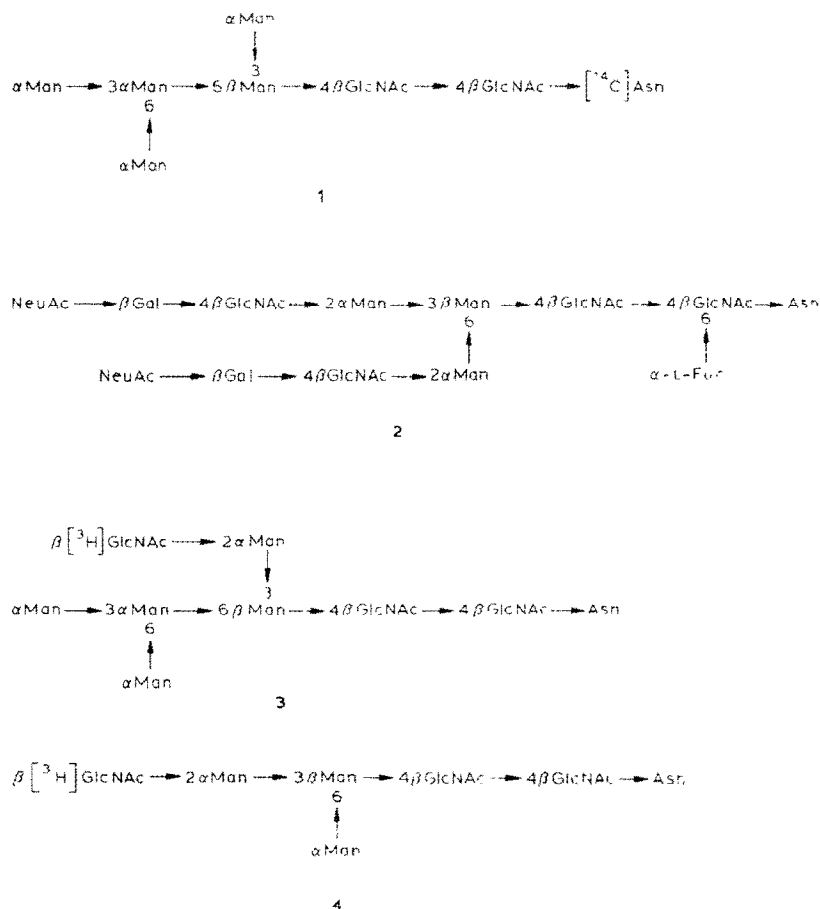 αMan
↓
3
αMan → 3αMan → 6βMan → 4βGlcNAc → 4βGlcNAc → [¹⁴C]Asn
6
↑
αMan
1
NeuAc → βGal → 4βGlcNAc → 2αMan → 3βMan → 4βGlcNAc → 4βGlcNAc → Asn
6 6
↑ ↑
NeuAc → βGal → 4βGlcNAc → 2αMan α-L-Fuc
2
β[³H]GlcNAc → 2αMan
↓
3
αMan → 3αMan → 6βMan → 4βGlcNAc → 4βGlcNAc → Asn
6
↑
αMan
3
β[³H]GlcNAc → 2αMan → 3βMan → 4βGlcNAc → 4βGlcNAc → Asn
6
↑
αMan
4